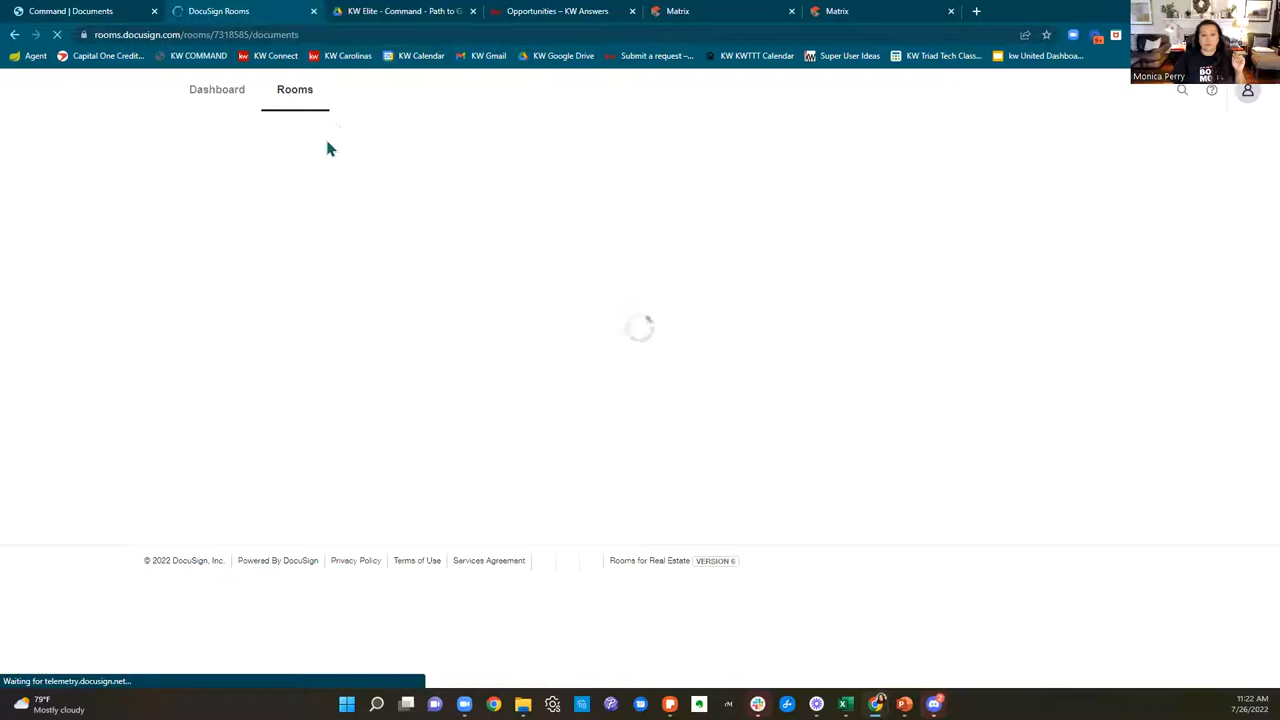 Command | Documents
DocuSign Rooms
KW Elite - Command - Path to G
Opportunities – KW Answers
Matrix
Matrix
rooms.docusign.com/rooms/7318585/documents
Agent
Capital One Credit...
KW COMMAND
KW Connect
KW Carolinas
KW Calendar
KW Gmail
KW Google Drive
Submit a request –...
KW KWTTT Calendar
Super User Ideas
KW Triad Tech Class...
kw United Dashboa...
Monica Perry
Dashboard
Rooms
© 2022 DocuSign, Inc.
Powered By DocuSign
Privacy Policy
Terms of Use
Services Agreement
Rooms for Real Estate VERSION 6
Waiting for telemetry.docusign.net...
79°F
Mostly cloudy
11:22 AM
7/26/2022